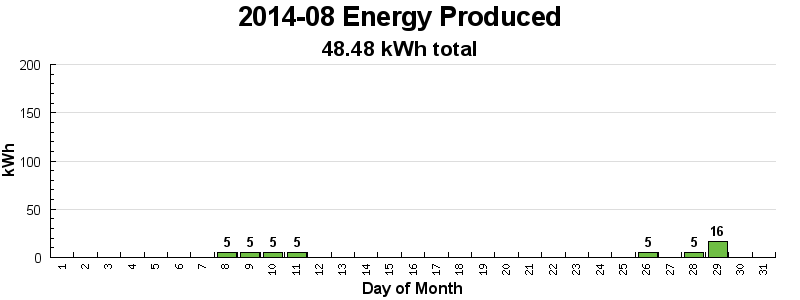 2014-08 Energy Produced
48.48 kWh total
kWh
200
150
100
50
0
5 5 5 5 5 5 16
1 2 3 4 5 6 7 8 9 10 11 12 13 14 15 16 17 18 19 20 21 22 23 24 25 26 27 28 29 30 31
Day of Month